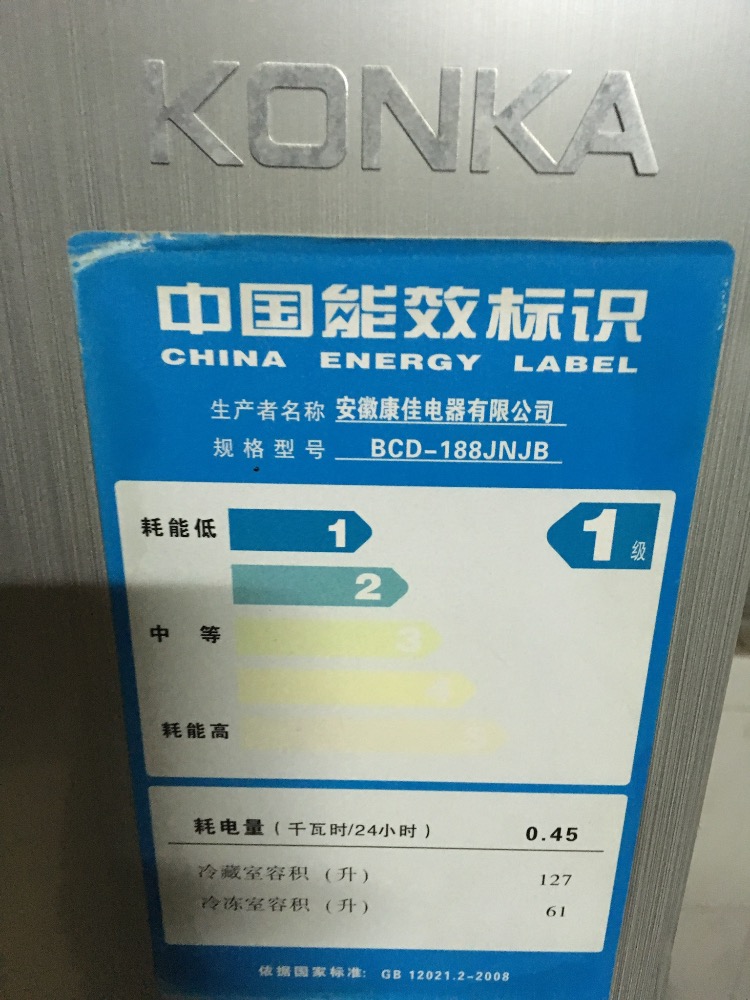 KONKA
中国能效标识
CHINA ENERGY LABEL
生产者名称 安徽康佳电器有限公司
规格型号 BCD-188JNJB
耗能低 1 1级
2
中等 3
4
耗能高 5
耗电量(千瓦时/24小时) 0.45
冷藏室容积(升) 127
冷冻室容积(升) 61
依据国家标准: GB 12021.2-2008